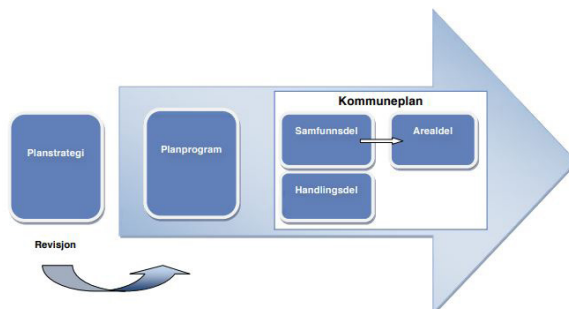 Kommuneplan
Planstrategi
Planprogram
Samfunnsdel
Arealdel
Handlingsdel
Revisjon